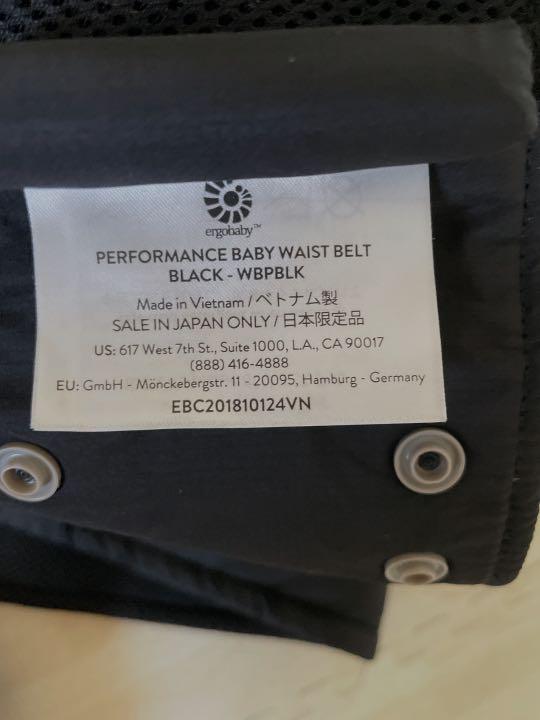 ergobaby™
PERFORMANCE BABY WAIST BELT
BLACK - WBPBLK
Made in Vietnam / ベトナム製
SALE IN JAPAN ONLY / 日本限定品
US: 617 West 7th St., Suite 1000, L.A., CA 90017
(888) 416-4888
EU: GmbH - Mönckebergstr. 11 - 20095, Hamburg - Germany
EBC201810124VN